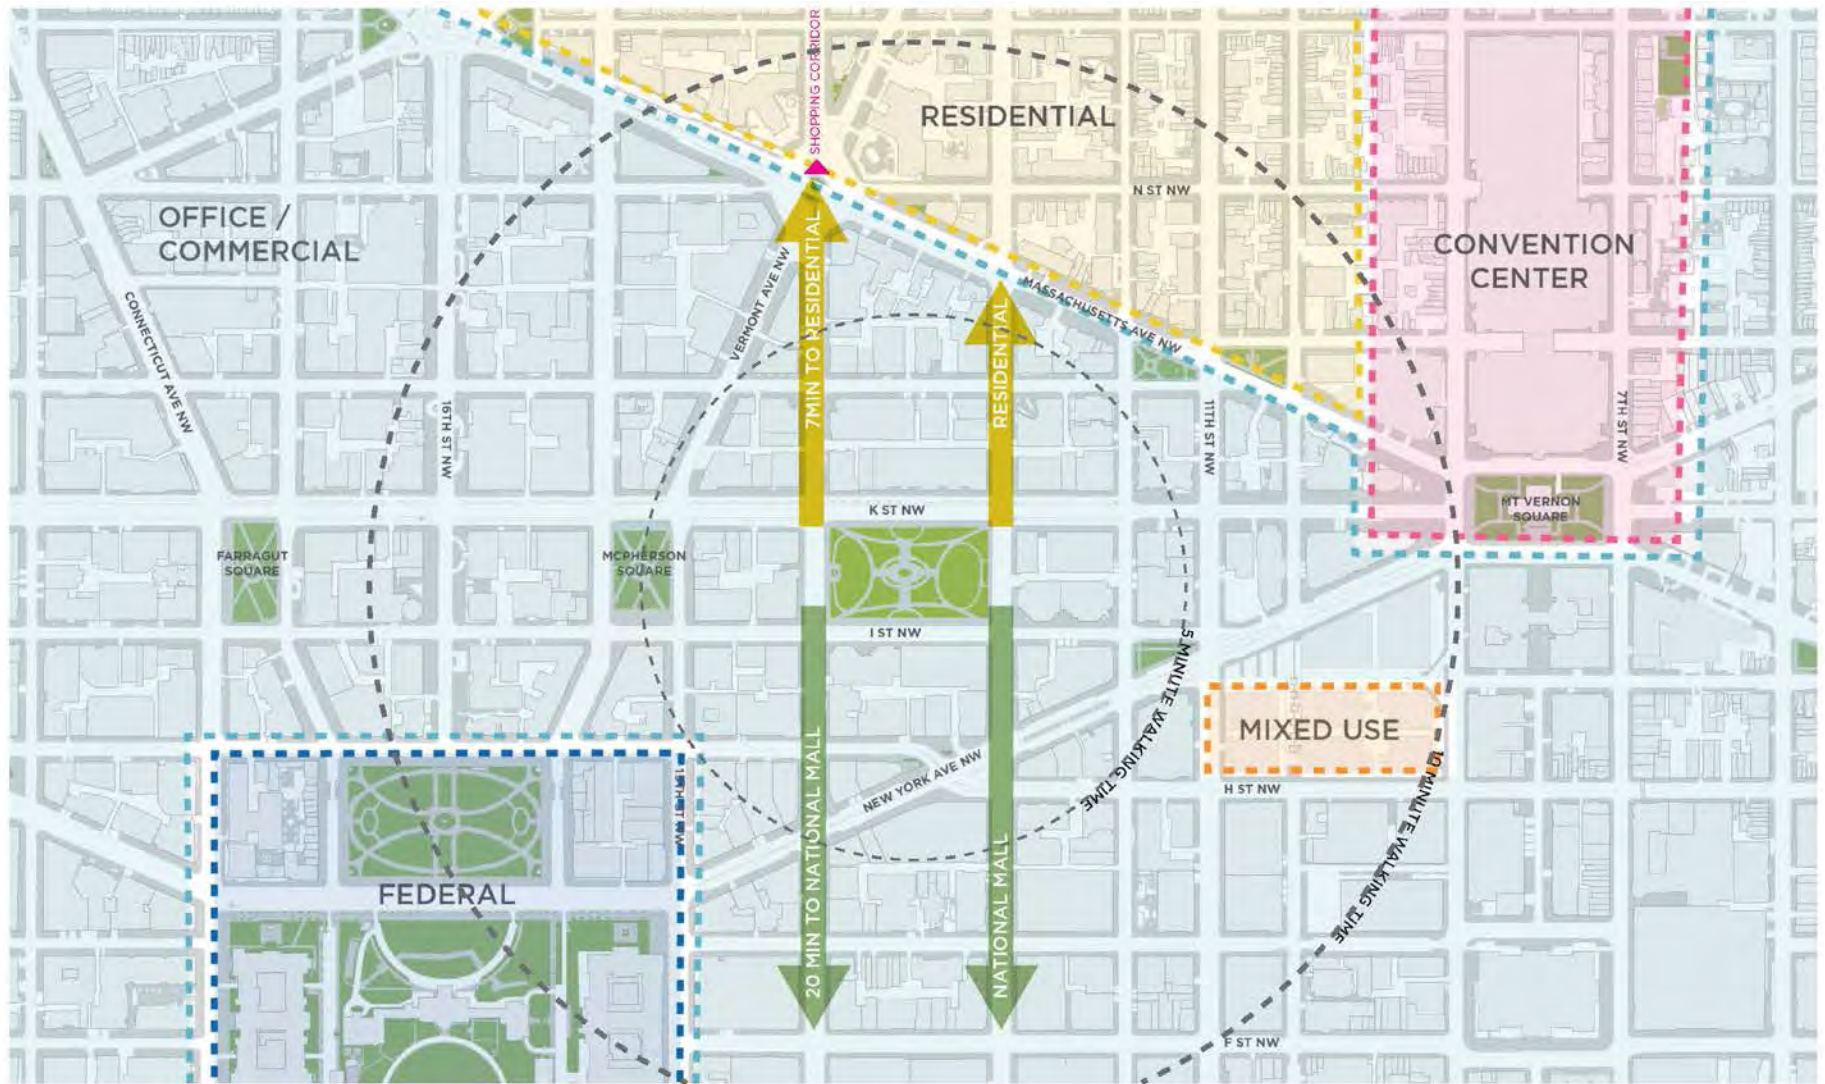 SHOPPING CORRIDOR
RESIDENTIAL
N ST NW
OFFICE /
COMMERCIAL
CONVENTION
CENTER
7MIN TO RESIDENTIAL
VERMONT AVE NW
MASSACHUSETTS AVE NW
RESIDENTIAL
CONNECTICUT AVE NW
16TH ST NW
11TH ST NW
7TH ST NW
K ST NW
MT VERNON
SQUARE
FARRAGUT
SQUARE
MCPHERSON
SQUARE
I ST NW
5 MINUTE WALKING TIME
MIXED USE
20 MIN TO NATIONAL MALL
NEW YORK AVE NW
15TH ST NW
H ST NW
10 MINUTE WALKING TIME
NATIONAL MALL
FEDERAL
F ST NW